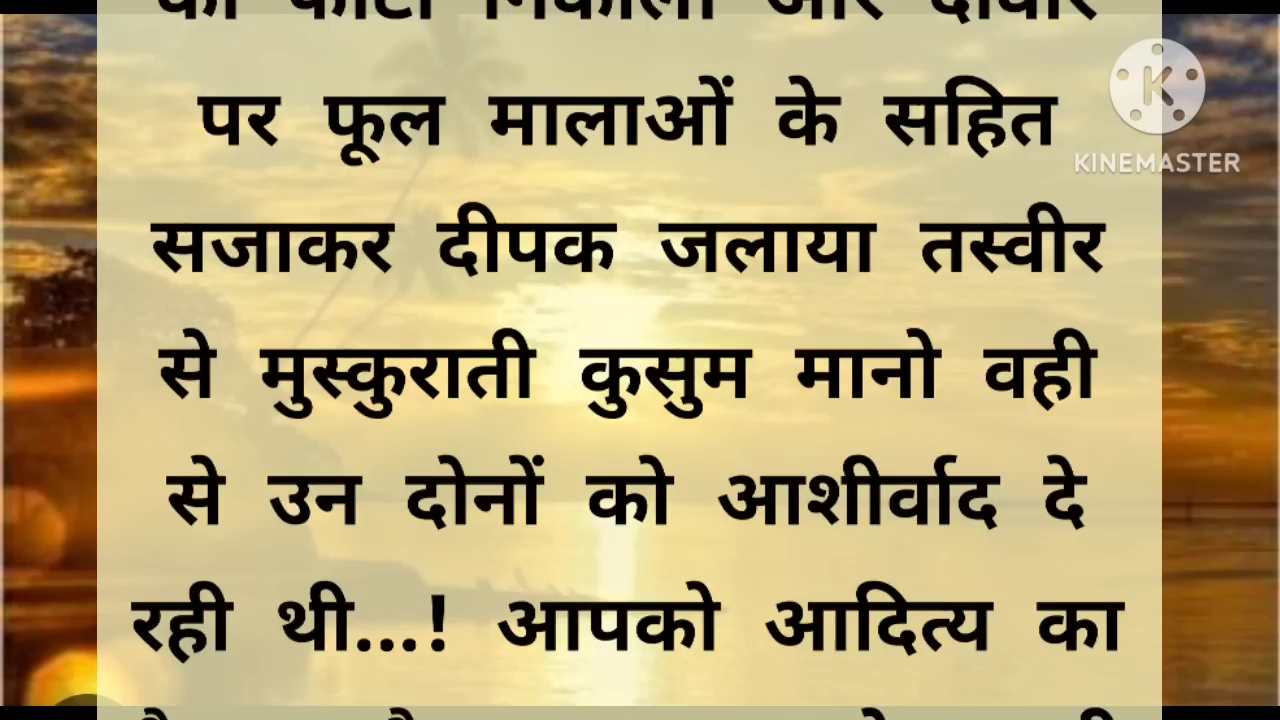 पर फूल मालाओं के सहित
सजाकर दीपक जलाया तस्वीर
से मुस्कुराती कुसुम मानो वही
से उन दोनों को आशीर्वाद दे
रही थी...! आपको आदित्य का
K
KINEMASTER